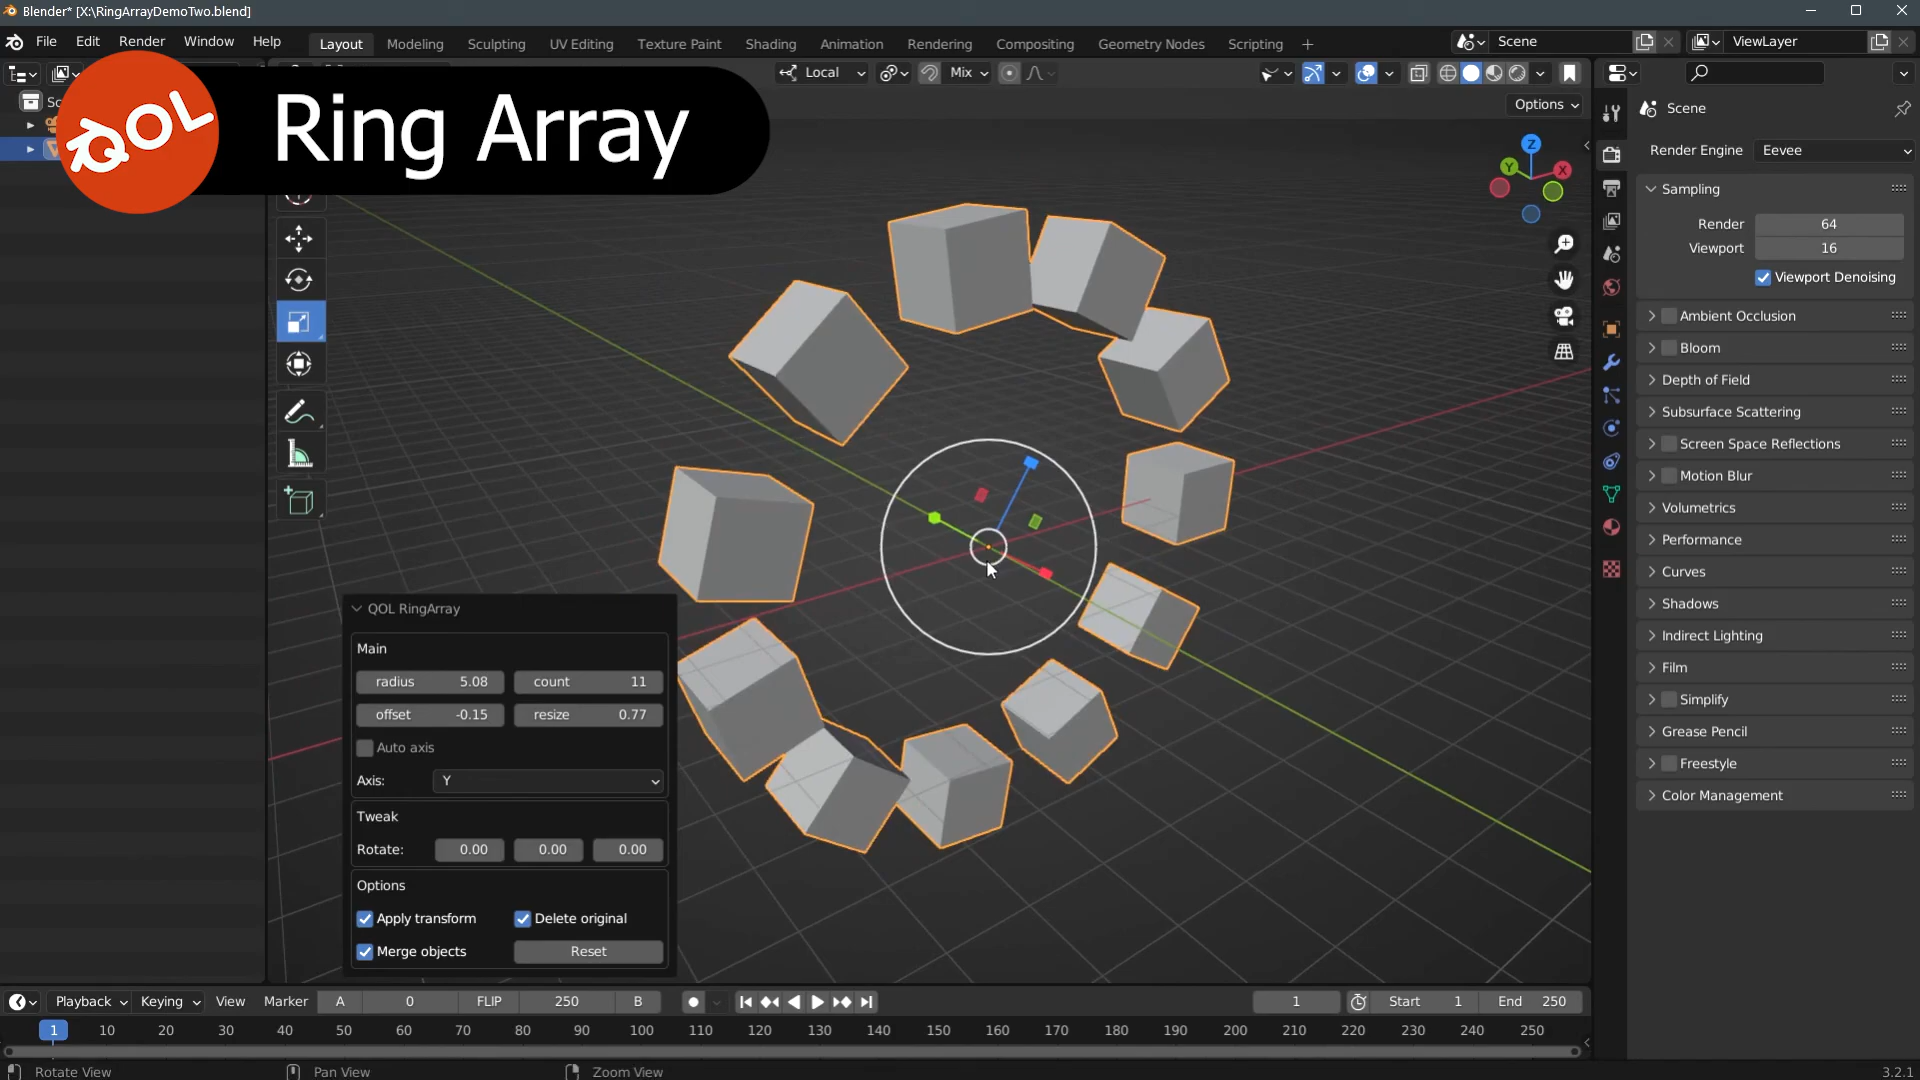 Blender* [X:\RingArrayDemoTwo.blend]
File Edit Render Window Help Layout Modeling Sculpting UV Editing Texture Paint Shading Animation Rendering Compositing Geometry Nodes Scripting + Scene ViewLayer
Local Mix
Sc
QOL Ring Array
Options
Z
Y
X
Scene
Render Engine Eevee
Sampling
Render 64
Viewport 16
Viewport Denoising
Ambient Occlusion
Bloom
Depth of Field
Subsurface Scattering
Screen Space Reflections
Motion Blur
Volumetrics
Performance
Curves
Shadows
Indirect Lighting
Film
Simplify
Grease Pencil
Freestyle
Color Management
QOL RingArray
Main
radius 5.08 count 11
offset -0.15 resize 0.77
Auto axis
Axis: Y
Tweak
Rotate: 0.00 0.00 0.00
Options
Apply transform Delete original
Merge objects Reset
Playback Keying View Marker A 0 FLIP 250 B 1 Start 1 End 250
1 10 20 30 40 50 60 70 80 90 100 110 120 130 140 150 160 170 180 190 200 210 220 230 240 250
Rotate View Pan View Zoom View 3.2.1